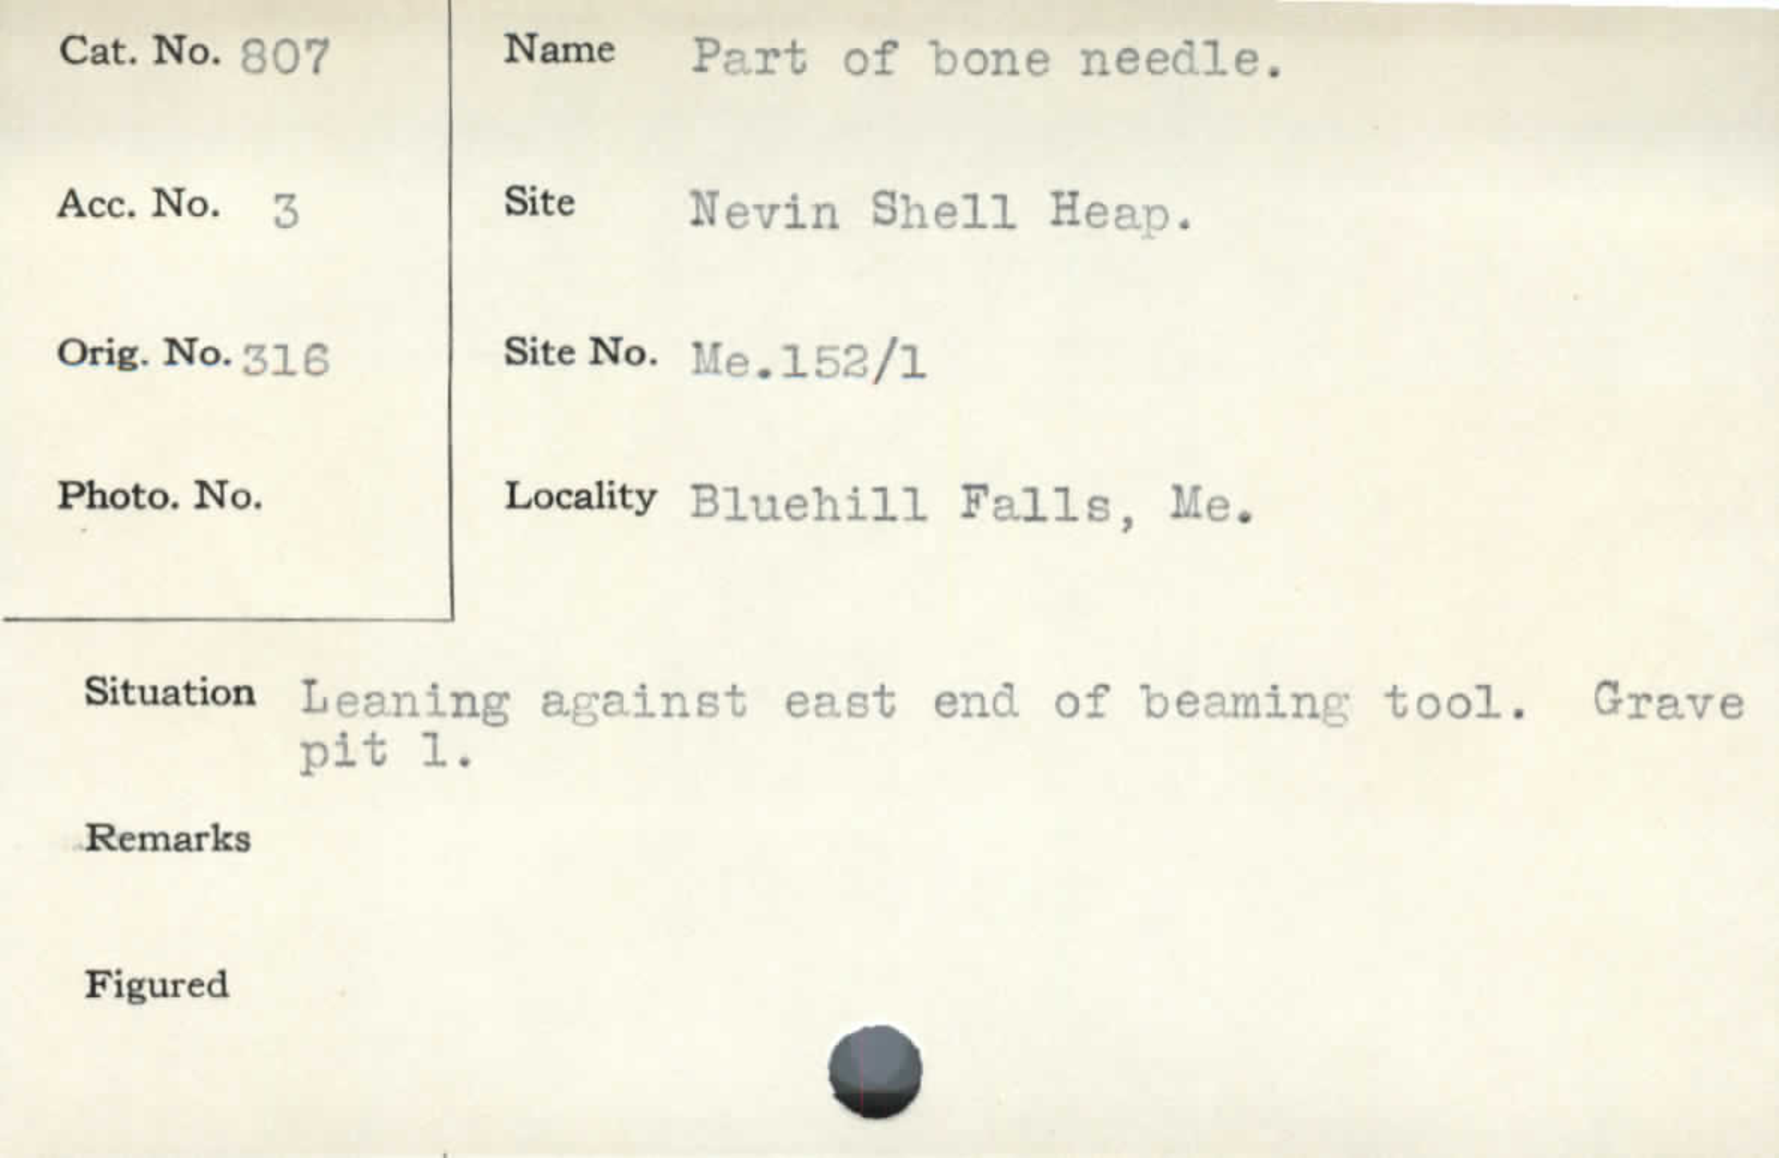 Cat. No. 807
Name Part of bone needle.
Acc. No. 3
Site Nevin Shell Heap.
Orig. No. 316
Site No. Me.152/1
Photo. No.
Locality Bluehill Falls, Me.
Situation Leaning against east end of beaming tool. Grave
pit 1.
Remarks
Figured